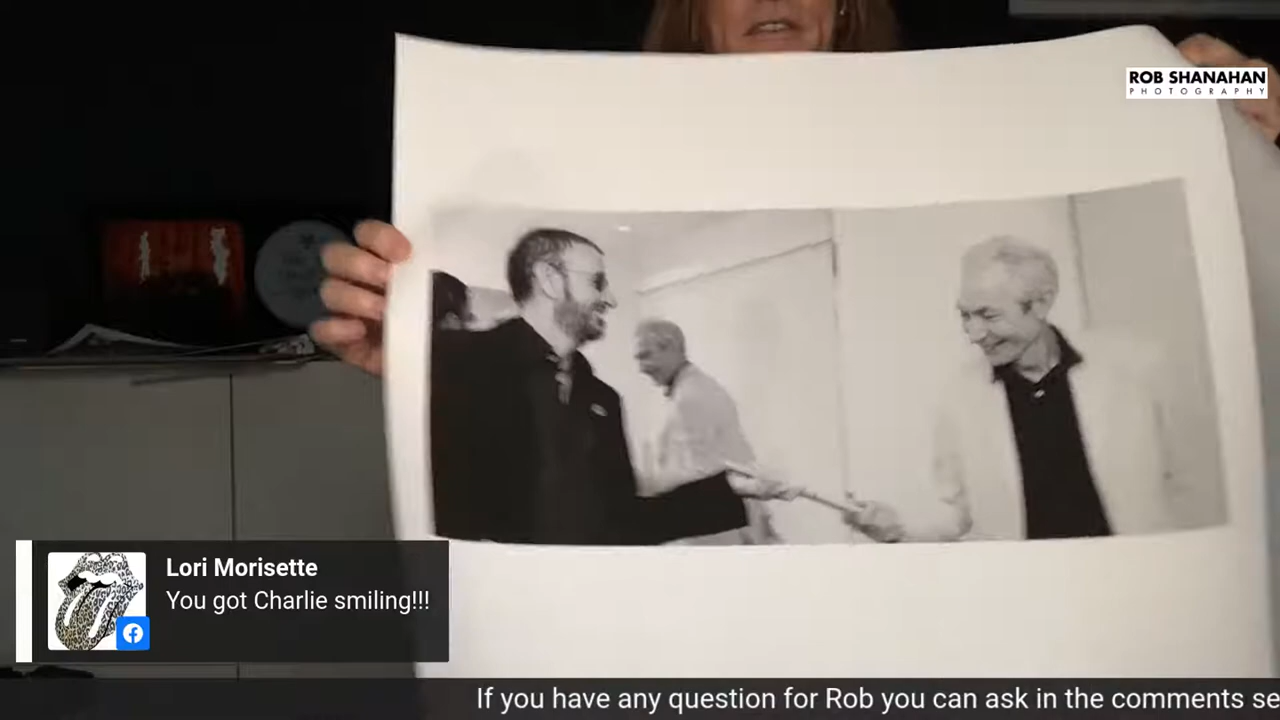 ROB SHANAHAN
PHOTOGRAPHY
Lori Morisette
You got Charlie smiling!!!
If you have any question for Rob you can ask in the comments se